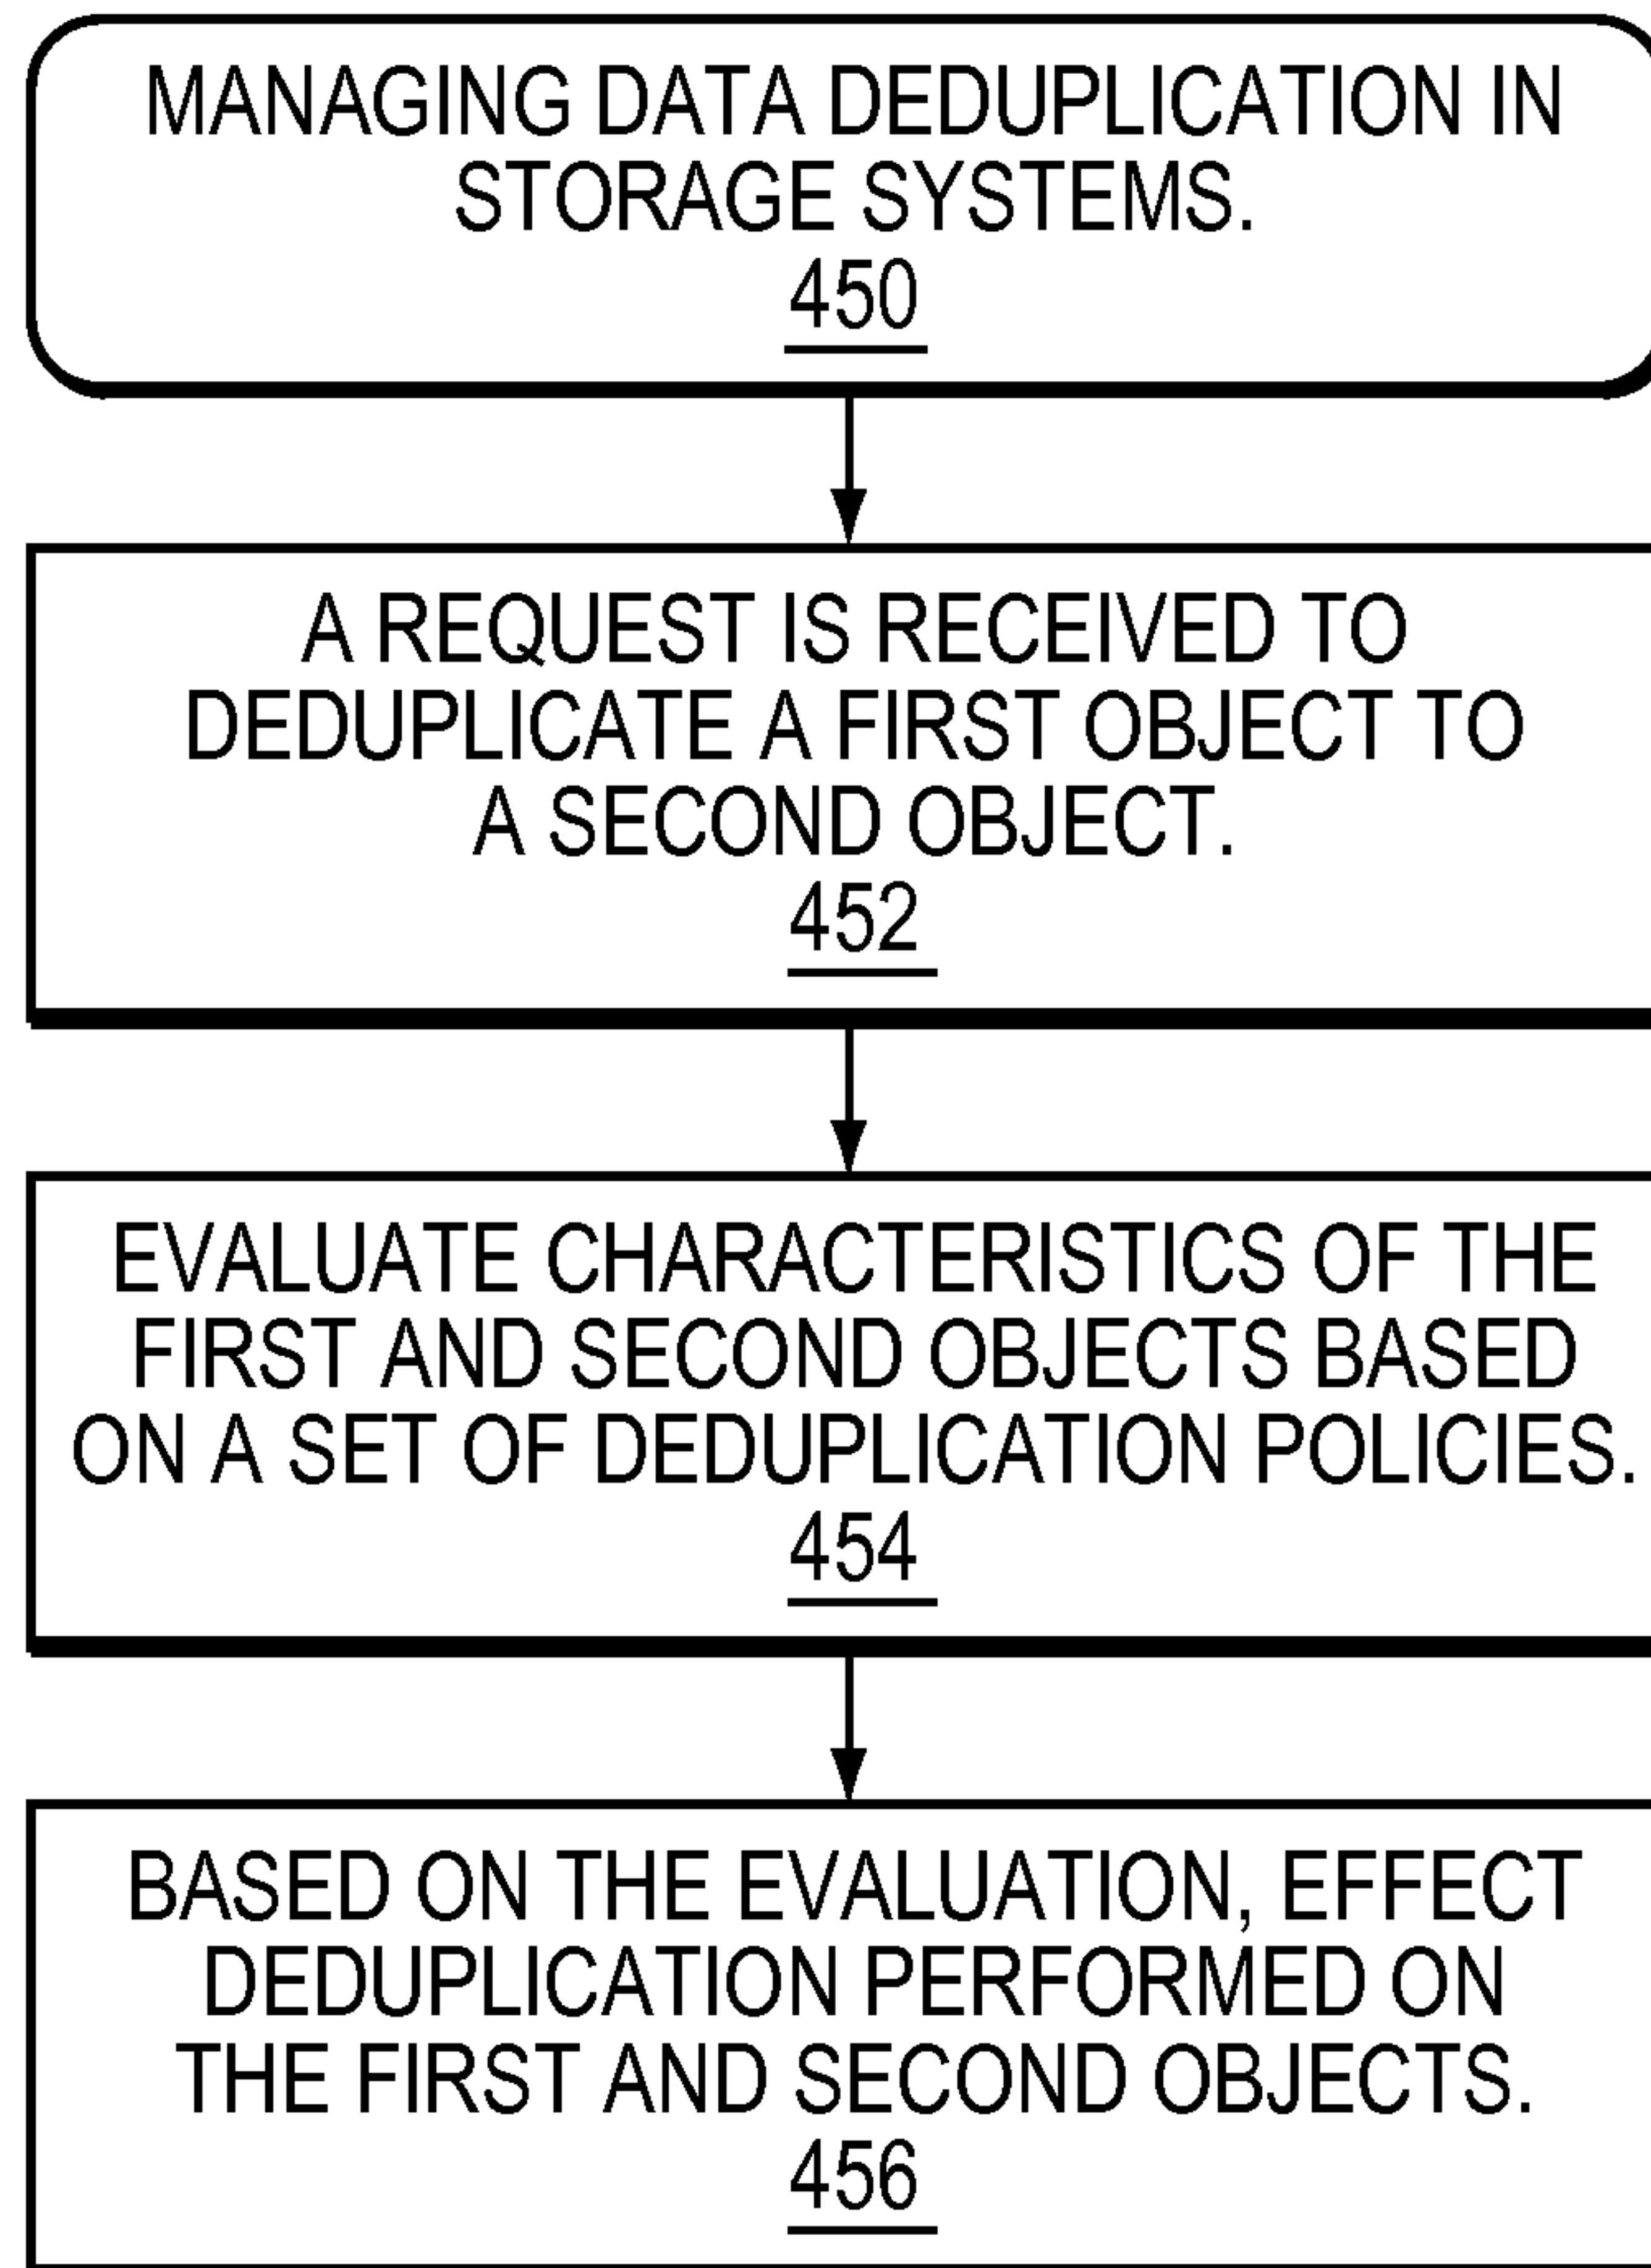 MANAGING DATA DEDUPLICATION IN
STORAGE SYSTEMS.
450
A REQUEST IS RECEIVED TO
DEDUPLICATE A FIRST OBJECT TO
A SECOND OBJECT.
452
EVALUATE CHARACTERISTICS OF THE
FIRST AND SECOND OBJECTS BASED
ON A SET OF DEDUPLICATION POLICIES.
454
BASED ON THE EVALUATION, EFFECT
DEDUPLICATION PERFORMED ON
THE FIRST AND SECOND OBJECTS.
456